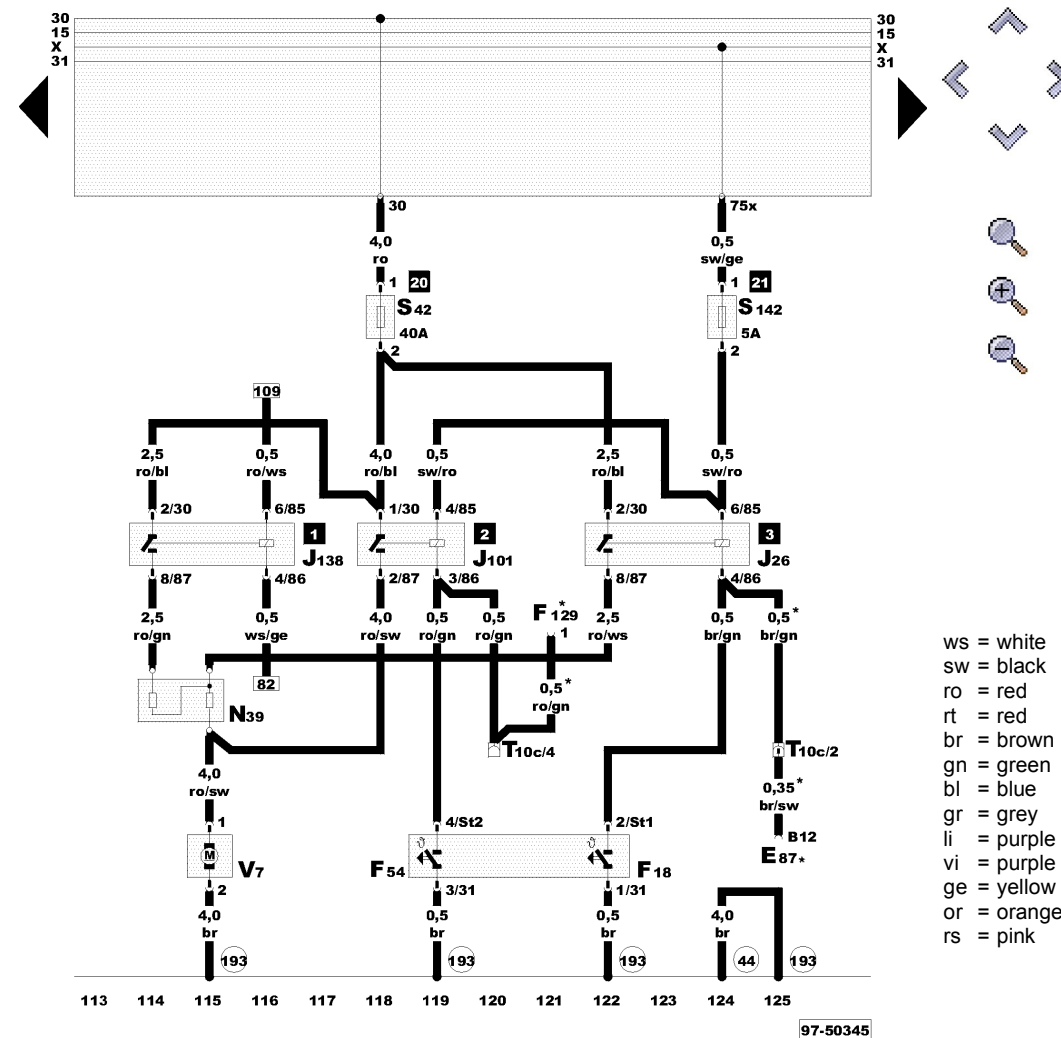 30 30
15 15
X X
31 31
30 75x
4,0 0,5
ro sw/ge
1 20 1 21
S42 S142
40A 5A
2 2
109
2,5 0,5 4,0 0,5 2,5 0,5
ro/bl ro/ws ro/bl sw/ro ro/bl sw/ro
2/30 6/85 1/30 4/85 2/30 6/85
1 2 3
J138 J101 J26
8/87 4/86 2/87 3/86 8/87 4/86
F129*
2,5 0,5 4,0 0,5 0,5 1 2,5 0,5 0,5*
ro/gn ws/ge ro/sw ro/gn ro/gn ro/ws br/gn br/gn
82 0,5*
ro/gn
N39
T10c/4 T10c/2
4,0 0,35*
ro/sw br/sw
1 4/St2 2/St1 B12
E87*
M
V7 F54 F18
2 3/31 1/31
4,0 0,5 0,5 4,0
br br br br
193 193 193 44 193
113 114 115 116 117 118 119 120 121 122 123 124 125
97-50345
ws = white
sw = black
ro = red
rt = red
br = brown
gn = green
bl = blue
gr = grey
li = purple
vi = purple
ge = yellow
or = orange
rs = pink